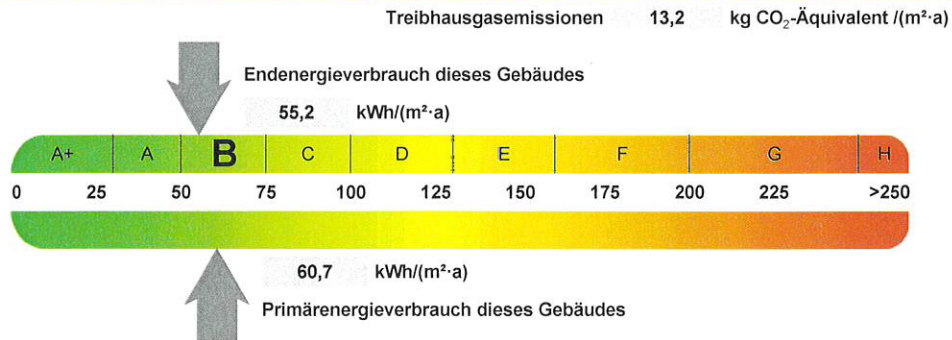 Treibhausgasemissionen 13,2 kg CO₂-Äquivalent /(m²·a)
Endenergieverbrauch dieses Gebäudes
55,2 kWh/(m²·a)
A+ A B C D E F G H
0 25 50 75 100 125 150 175 200 225 >250
60,7 kWh/(m²·a)
Primärenergieverbrauch dieses Gebäudes